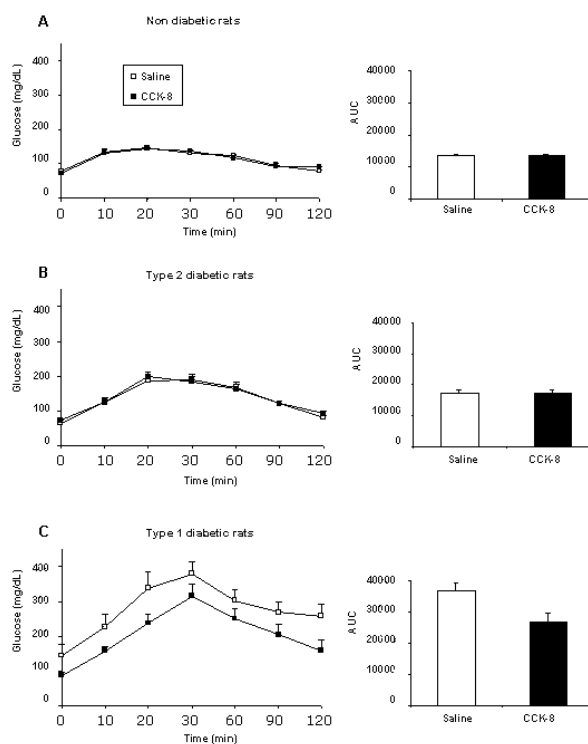 A
Non diabetic rats
Glucose (mg/dL)
400
300
200
100
0
Saline
CCK-8
0 10 20 30 60 90 120
Time (min)
AUC
40000
30000
20000
10000
0
Saline CCK-8
B
Type 2 diabetic rats
Glucose (mg/dL)
400
300
200
100
0
0 10 20 30 60 90 120
Time (min)
AUC
40000
30000
20000
10000
0
Saline CCK-8
C
Type 1 diabetic rats
Glucose (mg/dL)
400
300
200
100
0
0 10 20 30 60 90 120
Time (min)
AUC
40000
30000
20000
10000
0
Saline CCK-8